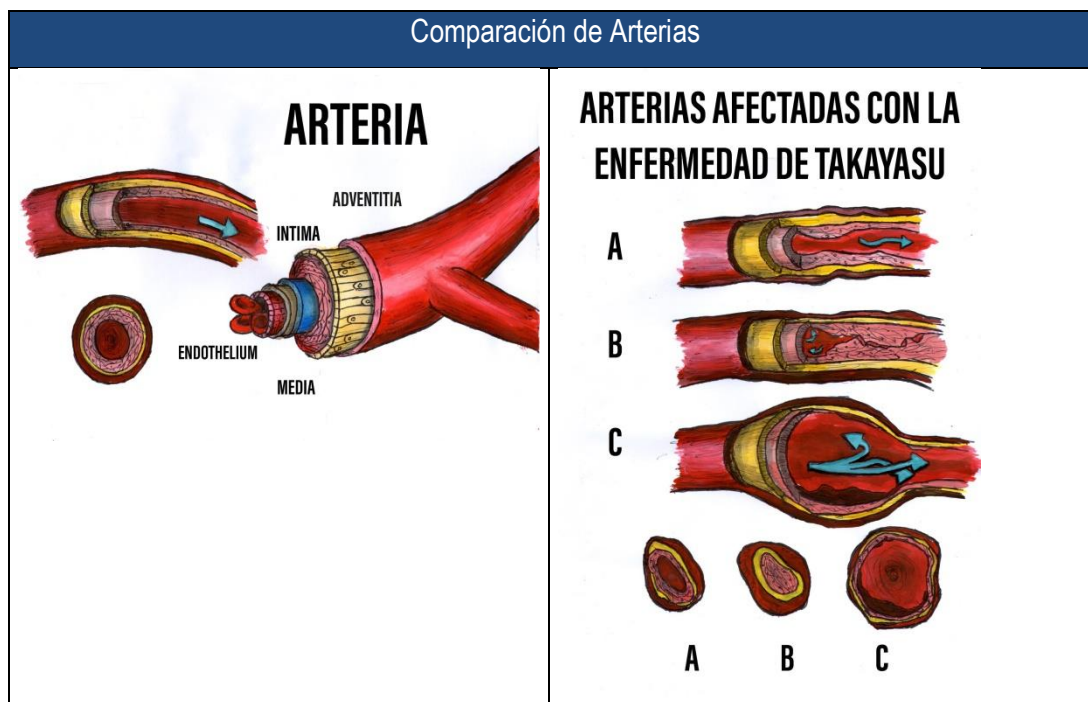 Comparación de Arterias
ARTERIA
ADVENTITIA
INTIMA
ENDOTHELIUM
MEDIA
ARTERIAS AFECTADAS CON LA
ENFERMEDAD DE TAKAYASU
A
B
C
A B C